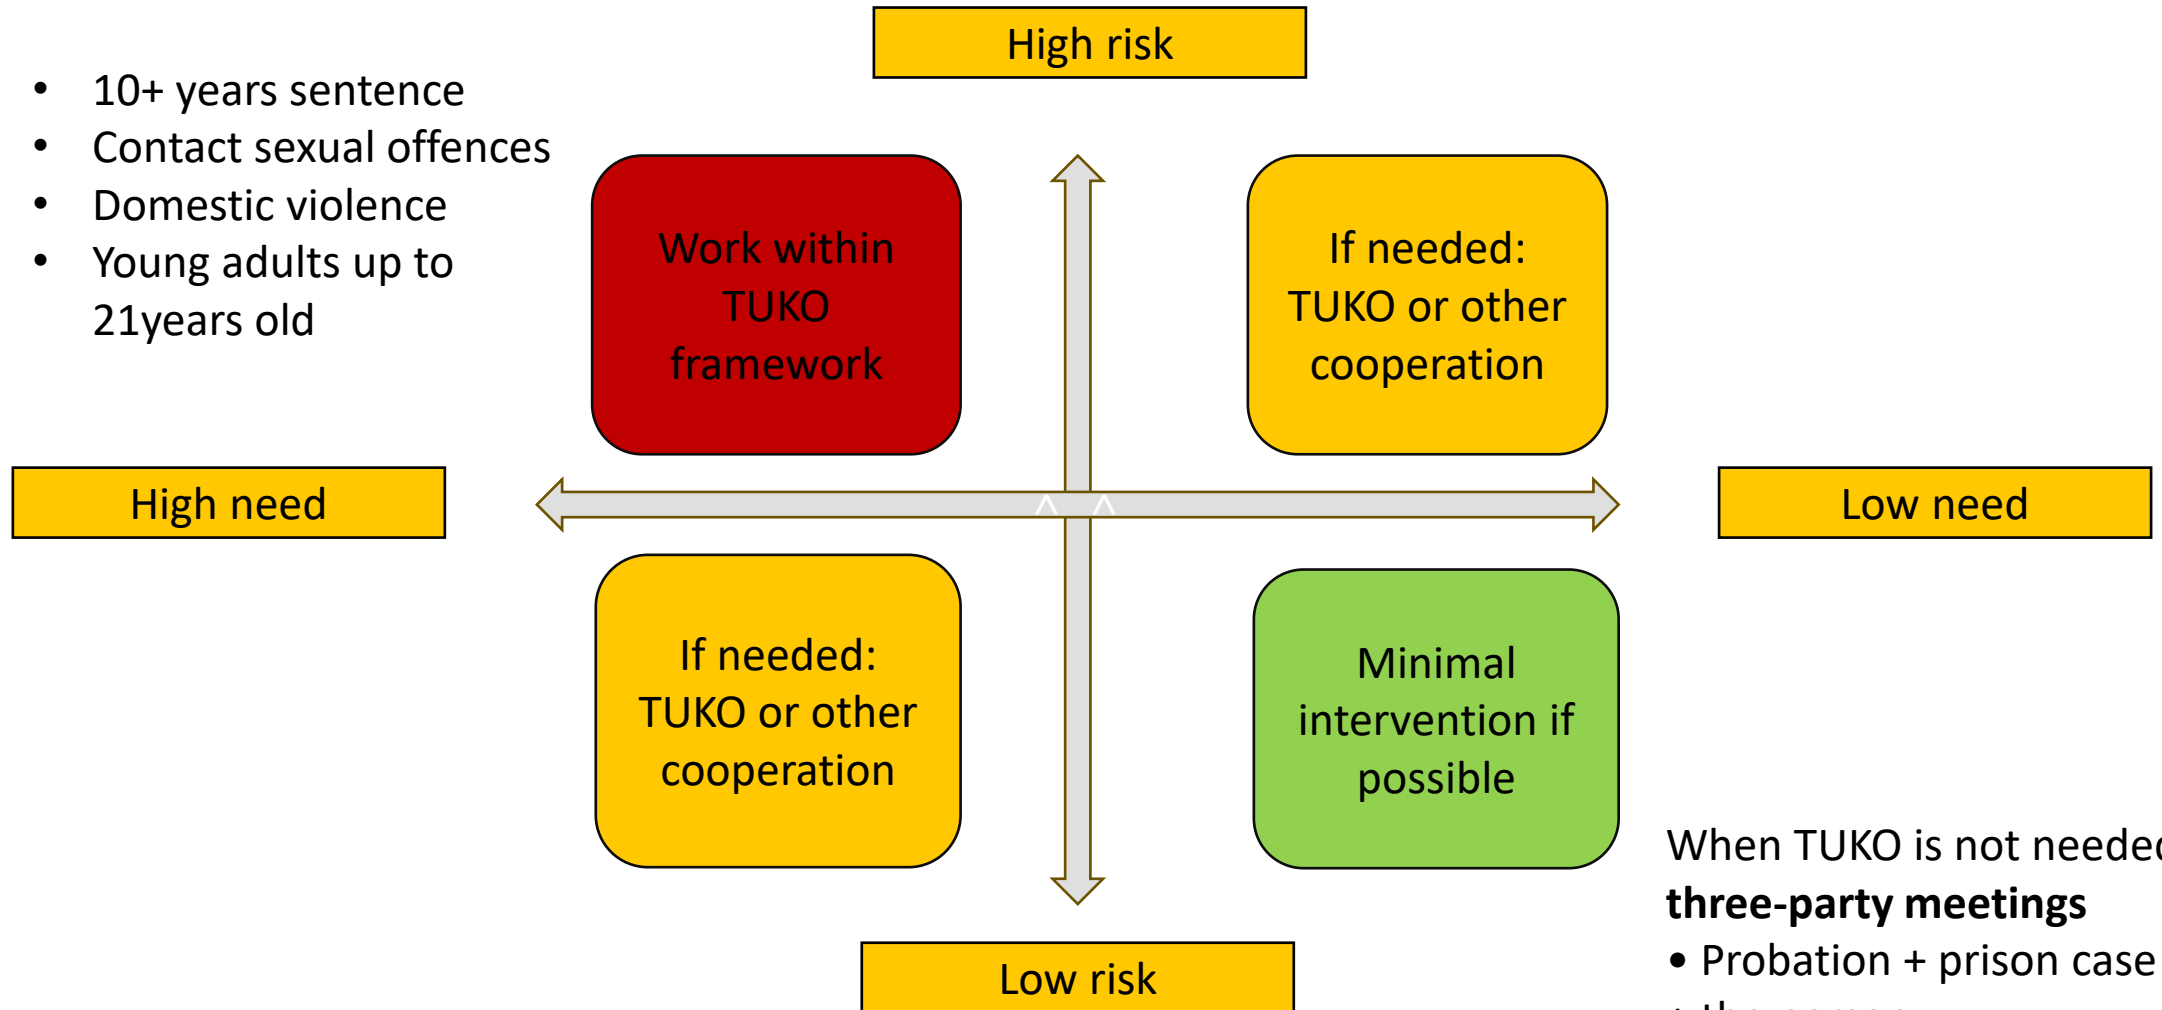 High risk
• 10+ years sentence
• Contact sexual offences
• Domestic violence
• Young adults up to
21years old
Work within
TUKO
framework
If needed:
TUKO or other
cooperation
High need
^ ^
Low need
If needed:
TUKO or other
cooperation
Minimal
intervention if
possible
Low risk
When TUKO is not needed
three-party meetings
• Probation + prison case